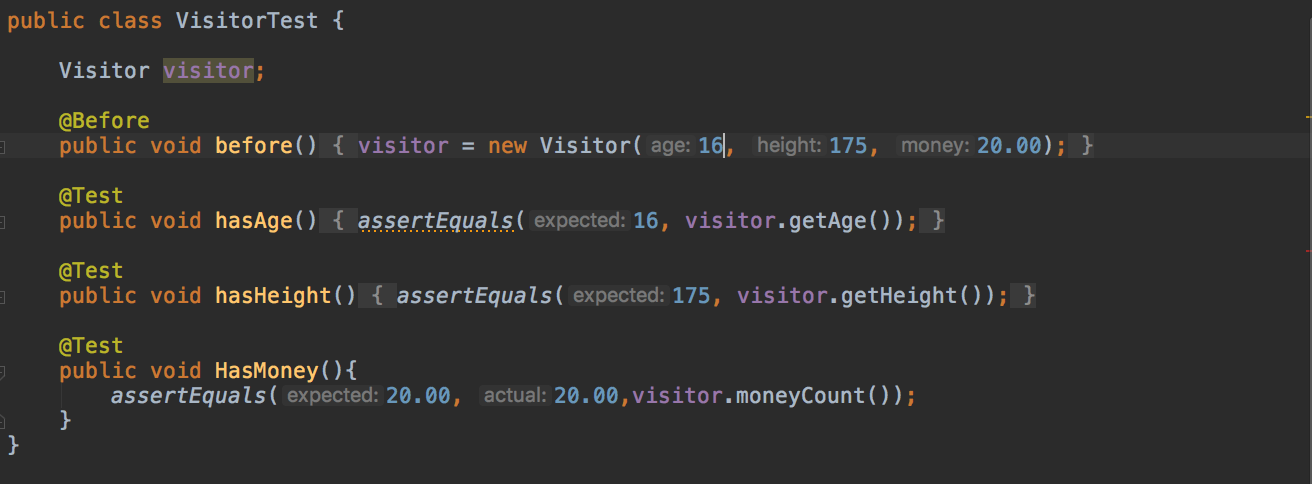 public class VisitorTest {
Visitor visitor;
@Before
public void before() { visitor = new Visitor( age: 16, height: 175, money: 20.00); }
@Test
public void hasAge() { assertEquals( expected: 16, visitor.getAge()); }
@Test
public void hasHeight() { assertEquals( expected: 175, visitor.getHeight()); }
@Test
public void HasMoney(){
assertEquals( expected: 20.00, actual: 20.00,visitor.moneyCount());
}
}